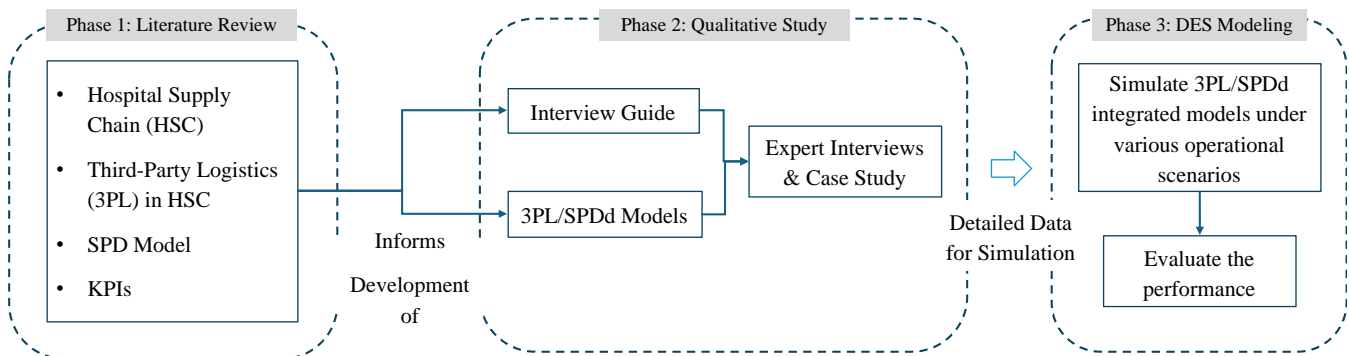 Phase 1: Literature Review
• Hospital Supply
Chain (HSC)
• Third-Party Logistics
(3PL) in HSC
• SPD Model
• KPIs
Informs
Development
of
Phase 2: Qualitative Study
Interview Guide
3PL/SPDd Models
Expert Interviews
& Case Study
Detailed Data
for Simulation
Phase 3: DES Modeling
Simulate 3PL/SPDd
integrated models under
various operational
scenarios
Evaluate the
performance